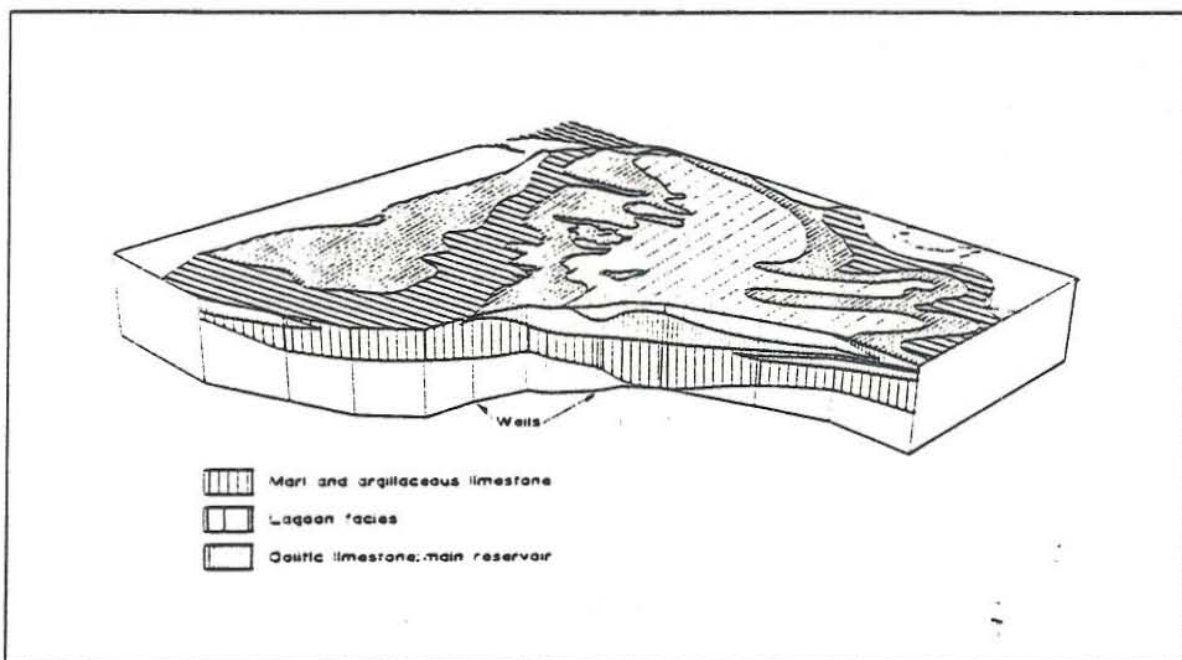 Wells
Marl and argillaceous limestone
Lagoon facies
Oolitic limestone; main reservoir